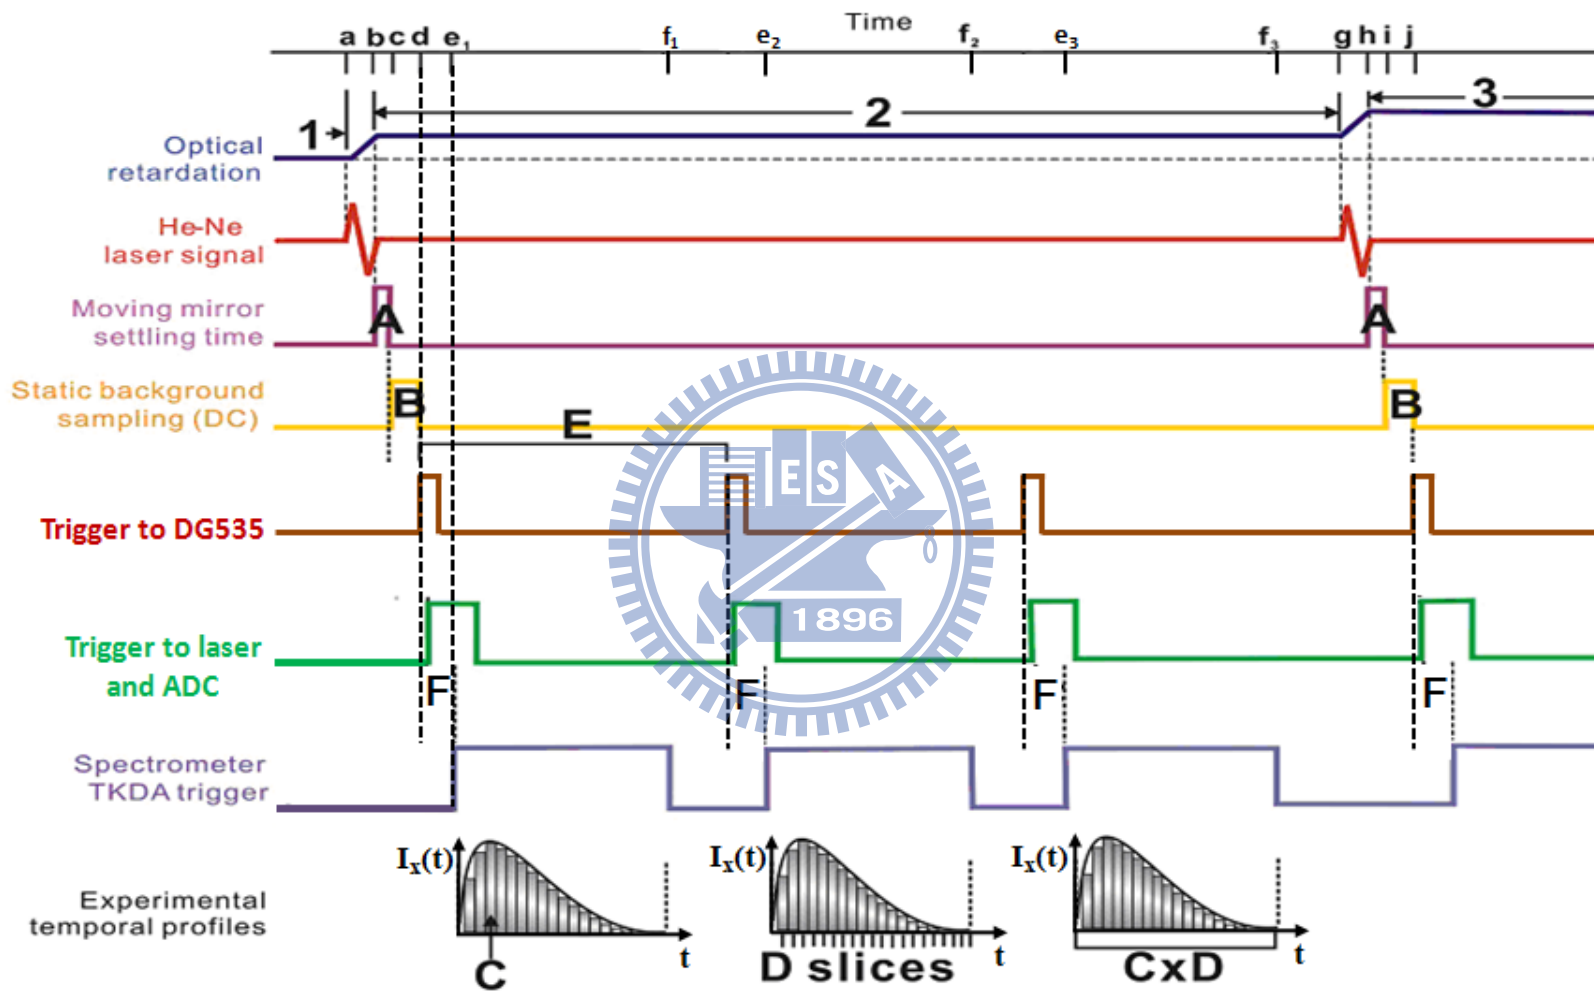 Time
a b c d e1 f1 e2 f2 e3 f3 g h i j
1 2 3
Optical
retardation
He-Ne
laser signal
Moving mirror
settling time
A A
Static background
sampling (DC)
B B
E
E S A
Trigger to DG535
1896
Trigger to laser
and ADC
F F F F
Spectrometer
TKDA trigger
Ix(t) Ix(t) Ix(t)
Experimental
temporal profiles
t t t
C D slices CxD